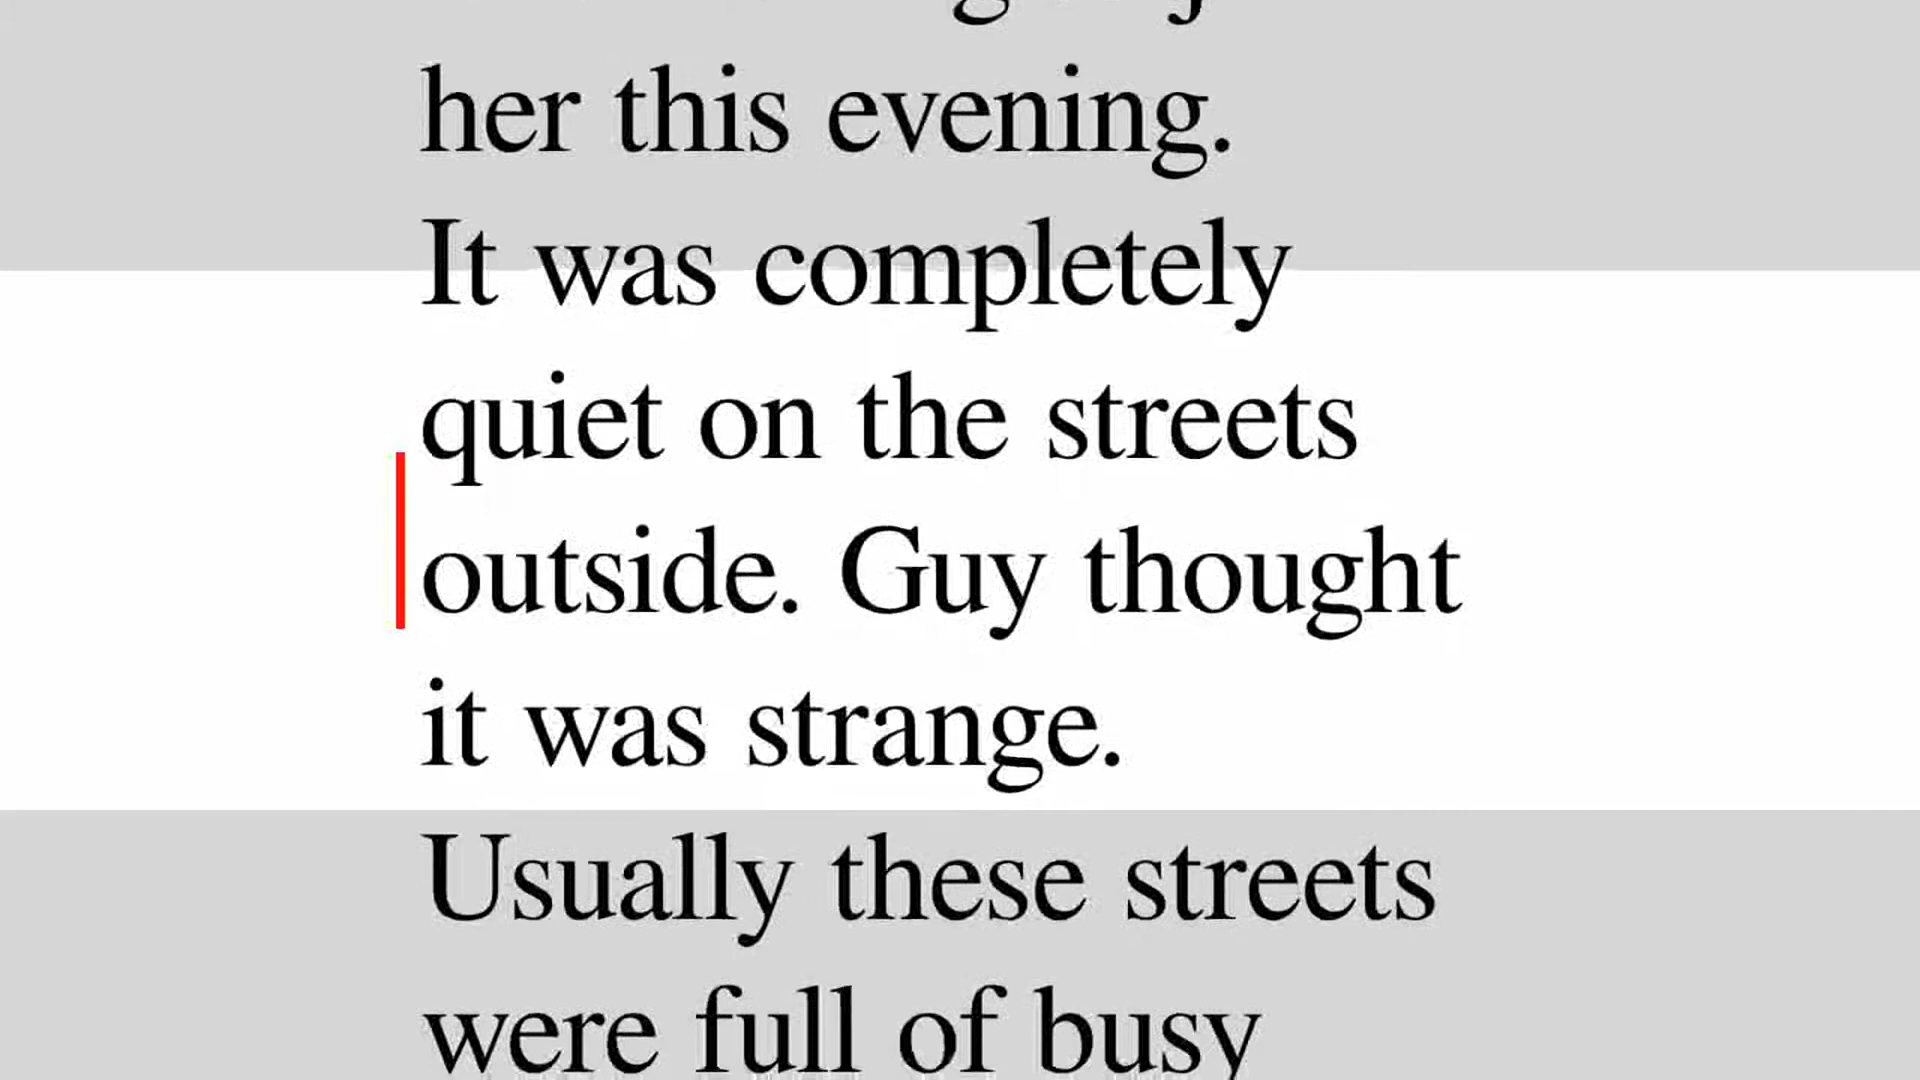 her this evening.
It was completely
quiet on the streets
outside. Guy thought
it was strange.
Usually these streets
were full of busy